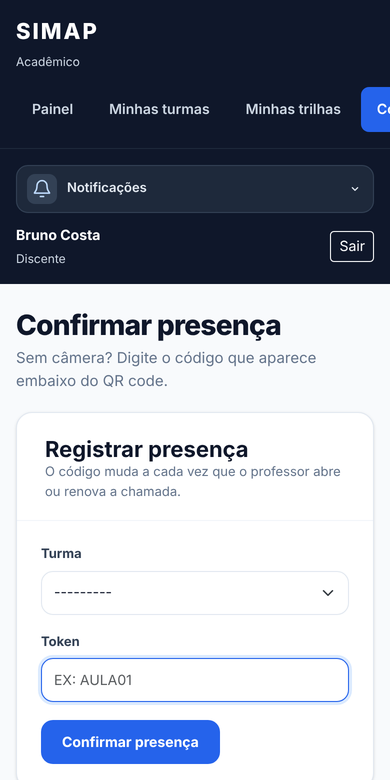 SIMAP
Acadêmico
Painel Minhas turmas Minhas trilhas Co
Notificações
Bruno Costa
Discente
Sair
Confirmar presença
Sem câmera? Digite o código que aparece
embaixo do QR code.
Registrar presença
O código muda a cada vez que o professor abre
ou renova a chamada.
Turma
---------
Token
EX: AULA01
Confirmar presença